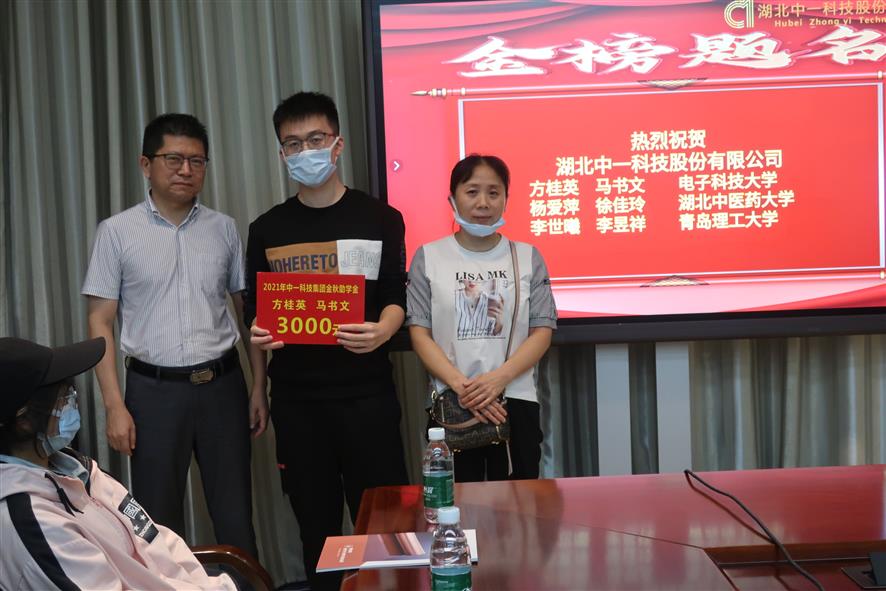 湖北中一科技股份
Hubei Zhong yi Techn
金榜题名
热烈祝贺
湖北中一科技股份有限公司
方桂英 马书文 电子科技大学
杨爱萍 徐佳玲 湖北中医药大学
李世曦 李昱祥 青岛理工大学
NOHERETO JEANS
2021年中一科技集团金秋助学金
方桂英 马书文
3000元
LISA MK